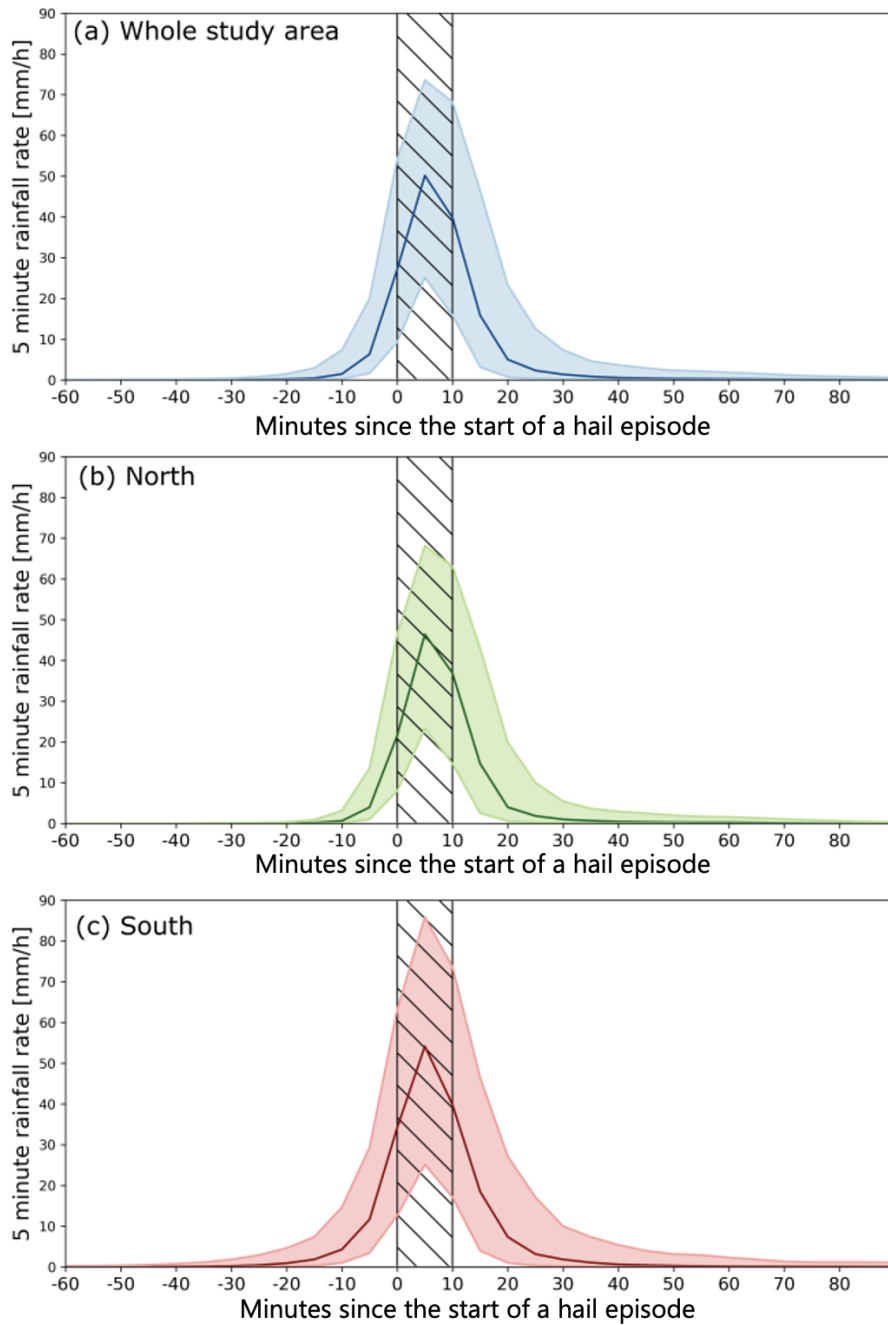 (a) Whole study area
5 minute rainfall rate [mm/h]
90
80
70
60
50
40
30
20
10
0
-60 -50 -40 -30 -20 -10 0 10 20 30 40 50 60 70 80
Minutes since the start of a hail episode
(b) North
5 minute rainfall rate [mm/h]
90
80
70
60
50
40
30
20
10
0
-60 -50 -40 -30 -20 -10 0 10 20 30 40 50 60 70 80
Minutes since the start of a hail episode
(c) South
5 minute rainfall rate [mm/h]
90
80
70
60
50
40
30
20
10
0
-60 -50 -40 -30 -20 -10 0 10 20 30 40 50 60 70 80
Minutes since the start of a hail episode